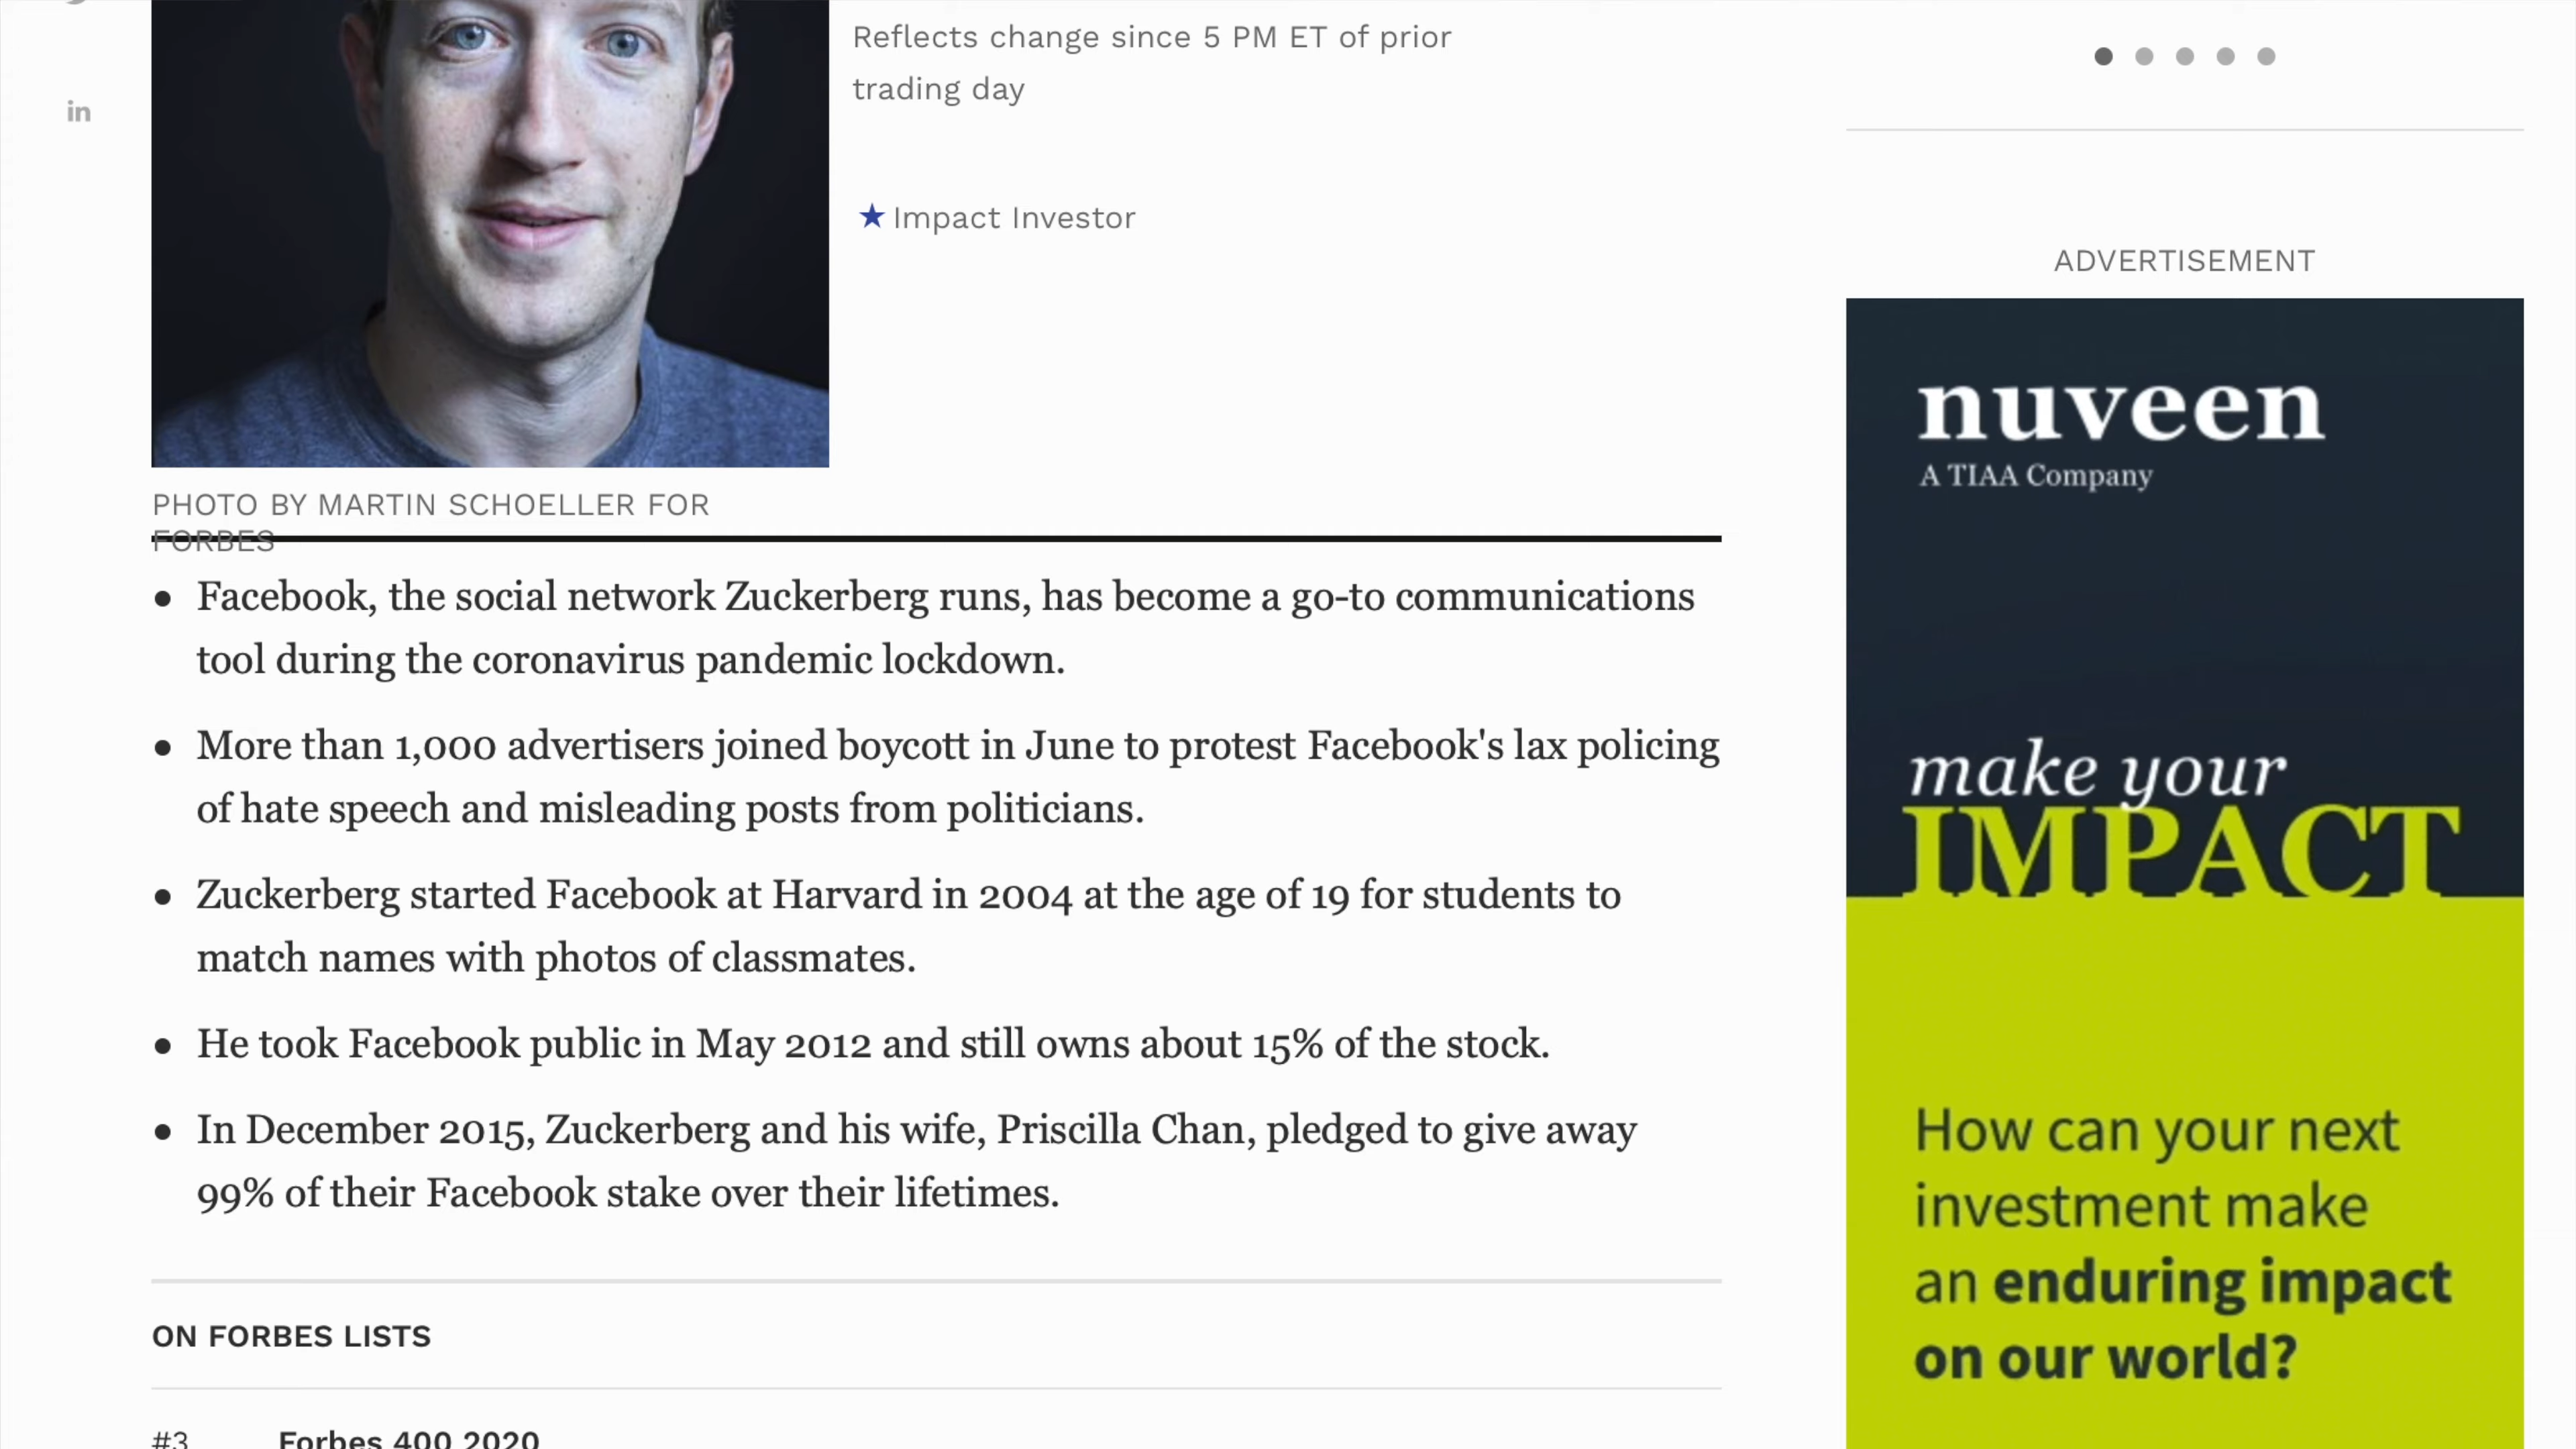 in
Reflects change since 5 PM ET of prior
trading day
★ Impact Investor
PHOTO BY MARTIN SCHOELLER FOR
FORBES
• Facebook, the social network Zuckerberg runs, has become a go-to communications
tool during the coronavirus pandemic lockdown.
• More than 1,000 advertisers joined boycott in June to protest Facebook's lax policing
of hate speech and misleading posts from politicians.
• Zuckerberg started Facebook at Harvard in 2004 at the age of 19 for students to
match names with photos of classmates.
• He took Facebook public in May 2012 and still owns about 15% of the stock.
• In December 2015, Zuckerberg and his wife, Priscilla Chan, pledged to give away
99% of their Facebook stake over their lifetimes.
ON FORBES LISTS
#3 Forbes 400 2020
ADVERTISEMENT
nuveen
A TIAA Company
make your
IMPACT
How can your next
investment make
an enduring impact
on our world?